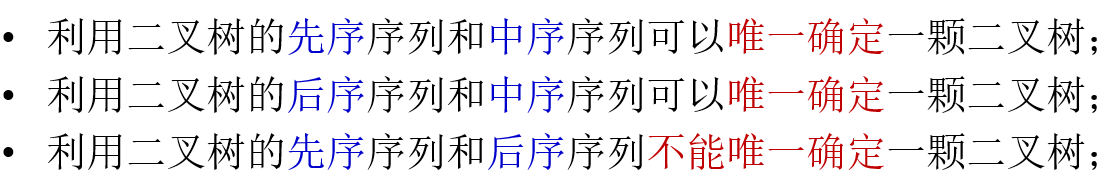 • 利用二叉树的先序序列和中序序列可以唯一确定一颗二叉树；
• 利用二叉树的后序序列和中序序列可以唯一确定一颗二叉树；
• 利用二叉树的先序序列和后序序列不能唯一确定一颗二叉树；